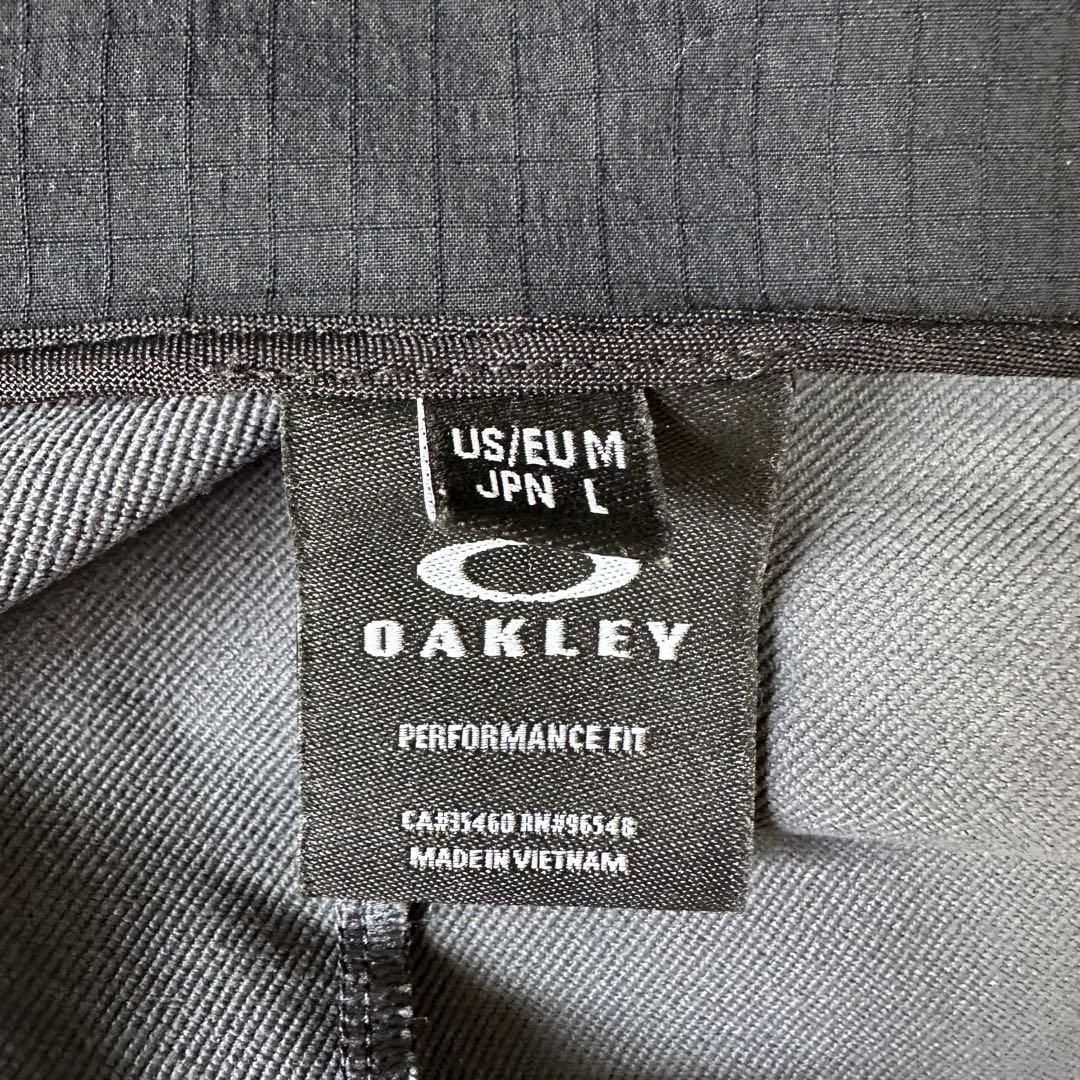 US/EU M
JPN L
OAKLEY
PERFORMANCE FIT
CA#35460 RN#96548
MADE IN VIETNAM